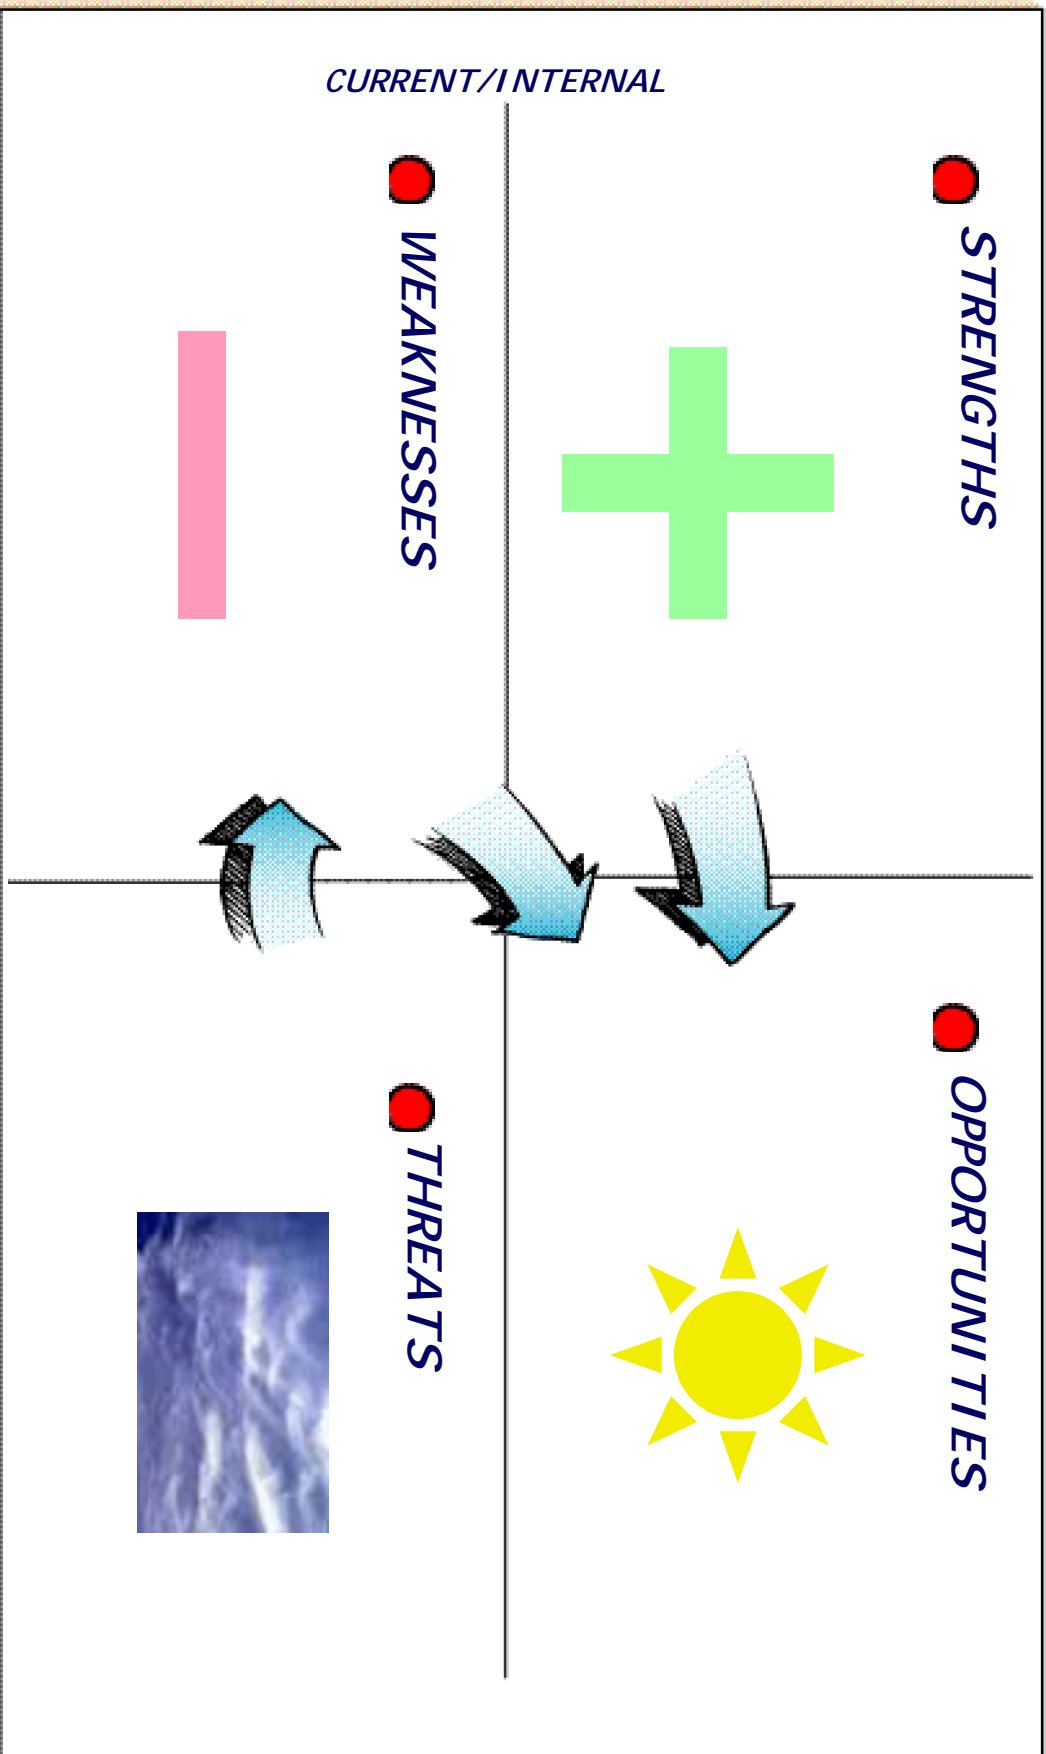 CURRENT/INTERNAL
STRENGTHS
WEAKNESSES
OPPORTUNITIES
THREATS